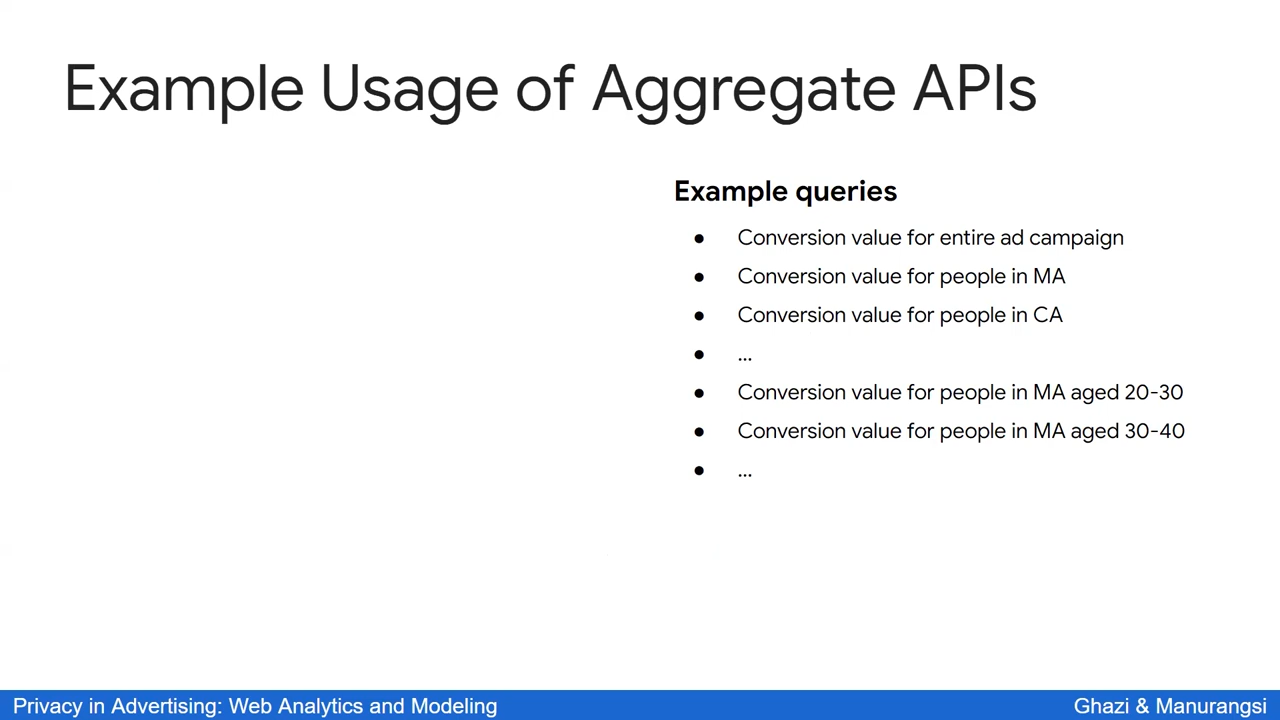 Example Usage of Aggregate APIs
Example queries
● Conversion value for entire ad campaign
● Conversion value for people in MA
● Conversion value for people in CA
● ...
● Conversion value for people in MA aged 20-30
● Conversion value for people in MA aged 30-40
● ...
Privacy in Advertising: Web Analytics and Modeling
Ghazi & Manurangsi